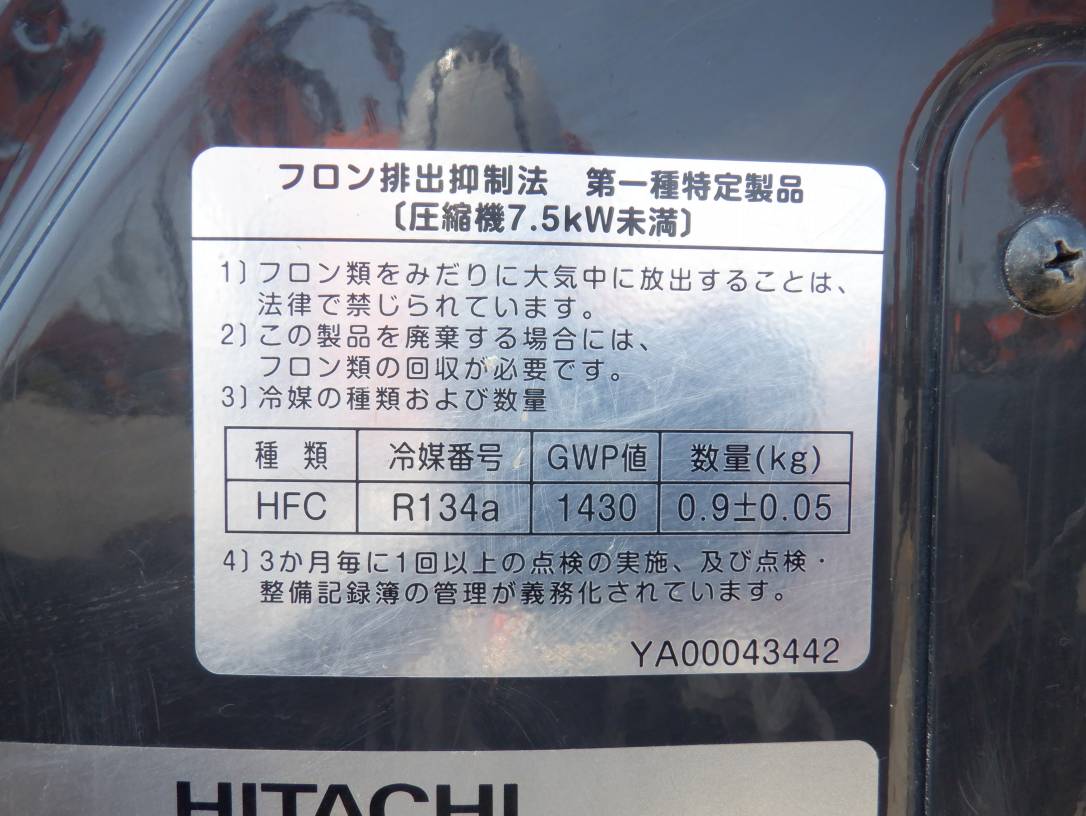 フロン排出抑制法　第一種特定製品
〔圧縮機7.5kW未満〕
1）フロン類をみだりに大気中に放出することは、
法律で禁じられています。
2）この製品を廃棄する場合には、
フロン類の回収が必要です。
3）冷媒の種類および数量
種類 冷媒番号 GWP値 数量(kg)
HFC R134a 1430 0.9±0.05
4）3か月毎に1回以上の点検の実施、及び点検・
整備記録簿の管理が義務化されています。
YA00043442
HITACHI